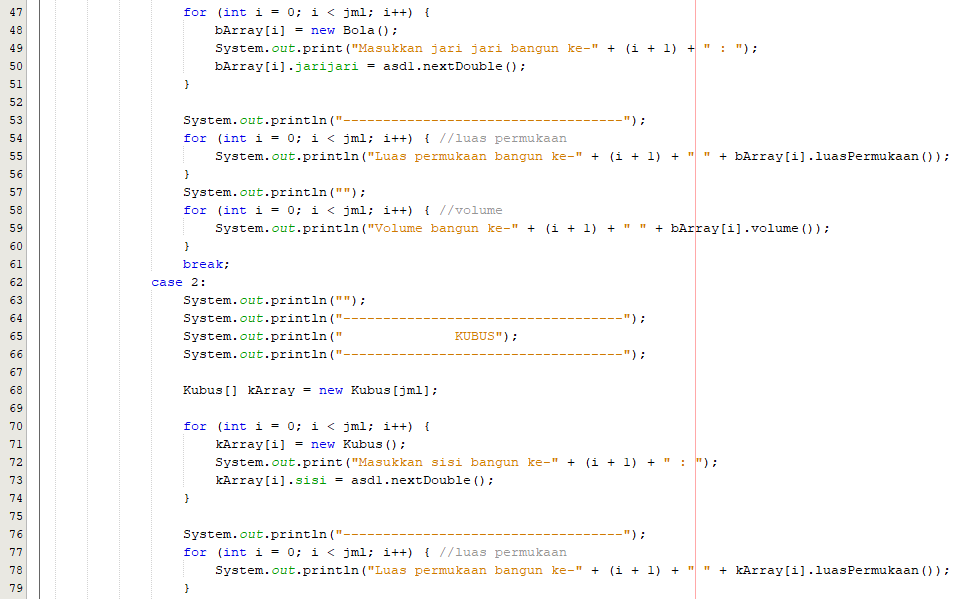 47 for (int i = 0; i < jml; i++) {
48 bArray[i] = new Bola();
49 System.out.print("Masukkan jari jari bangun ke-" + (i + 1) + " : ");
50 bArray[i].jarijari = asdl.nextDouble();
51 }
52
53 System.out.println("-----------------------------------");
54 for (int i = 0; i < jml; i++) { //luas permukaan
55 System.out.println("Luas permukaan bangun ke-" + (i + 1) + " " + bArray[i].luasPermukaan());
56 }
57 System.out.println("");
58 for (int i = 0; i < jml; i++) { //volume
59 System.out.println("Volume bangun ke-" + (i + 1) + " " + bArray[i].volume());
60 }
61 break;
62 case 2:
63 System.out.println("");
64 System.out.println("-----------------------------------");
65 System.out.println("              KUBUS");
66 System.out.println("-----------------------------------");
67
68 Kubus[] kArray = new Kubus[jml];
69
70 for (int i = 0; i < jml; i++) {
71 kArray[i] = new Kubus();
72 System.out.print("Masukkan sisi bangun ke-" + (i + 1) + " : ");
73 kArray[i].sisi = asdl.nextDouble();
74 }
75
76 System.out.println("-----------------------------------");
77 for (int i = 0; i < jml; i++) { //luas permukaan
78 System.out.println("Luas permukaan bangun ke-" + (i + 1) + " " + kArray[i].luasPermukaan());
79 }